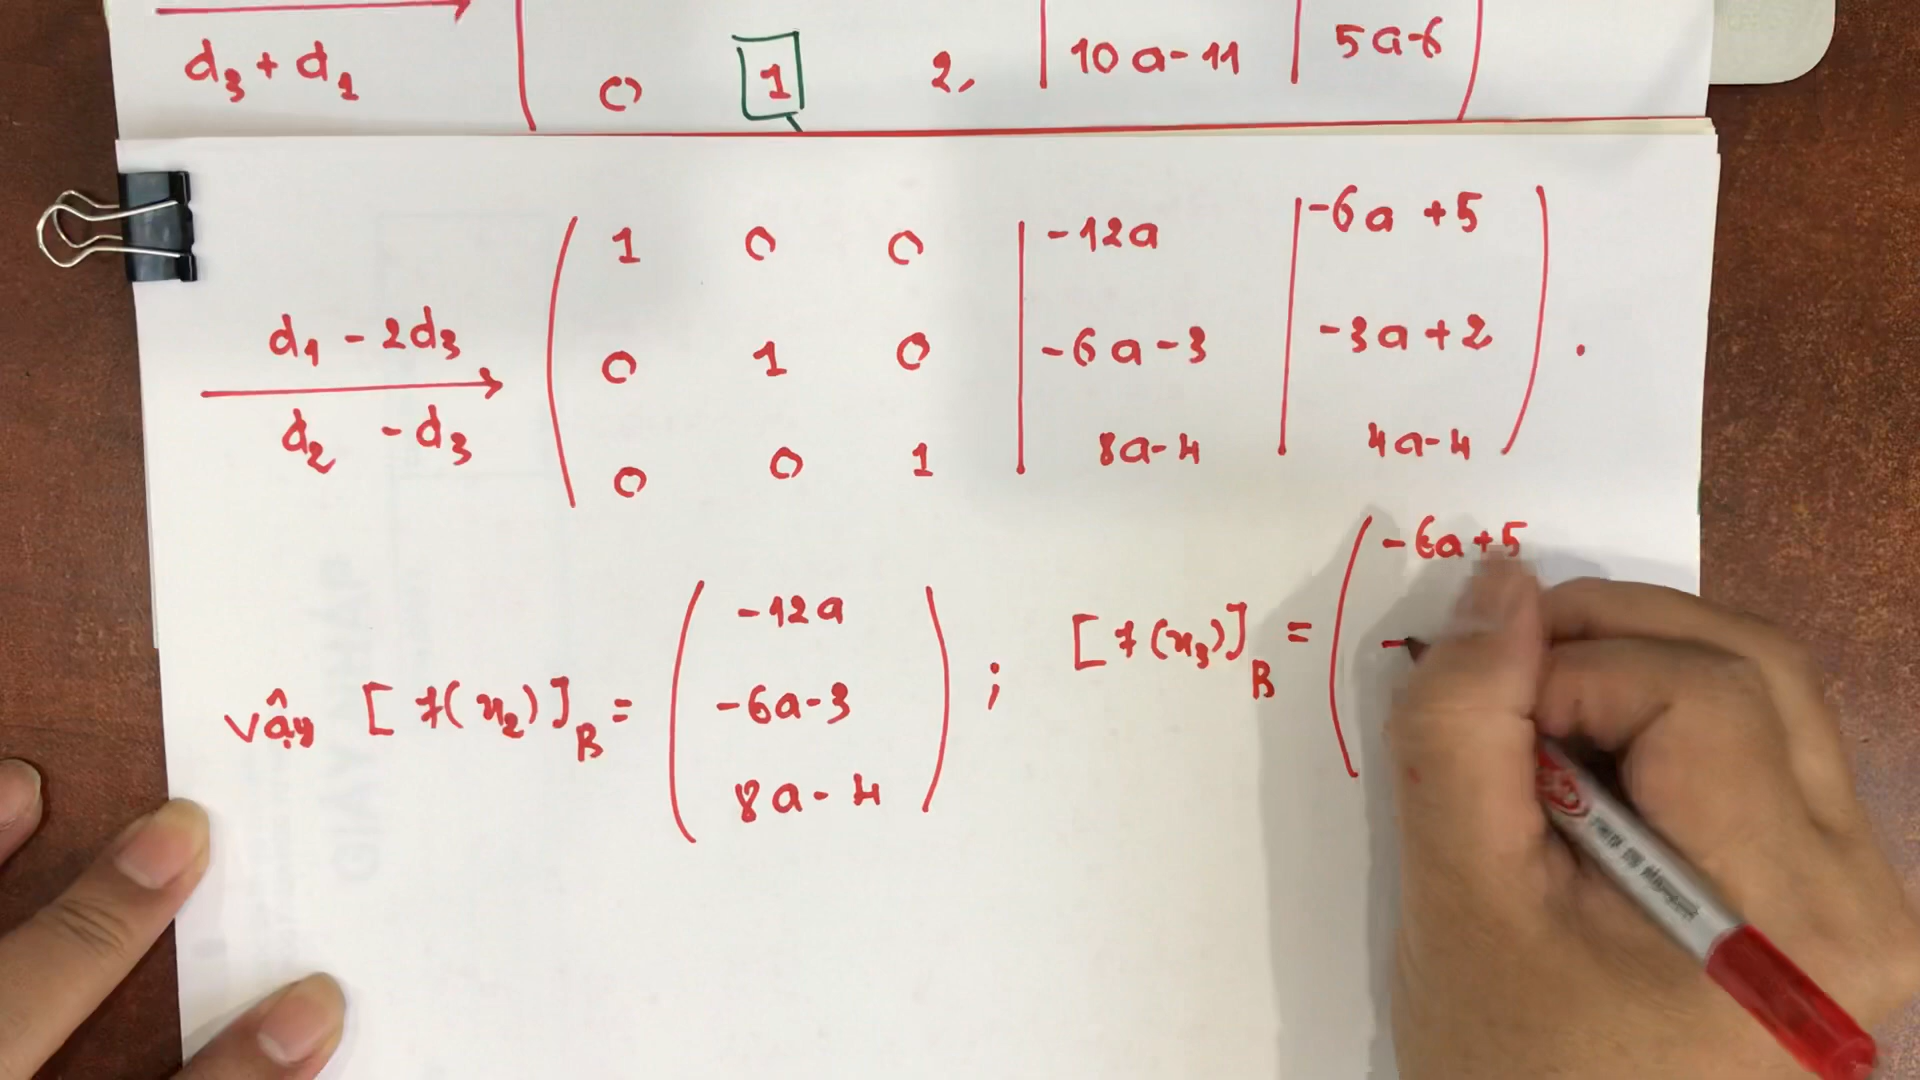 d₃ + d₁ 0 1 2 | 10a-11 | 5a-6 )
( 1 0 0 | -12a | -6a +5 )
d₁ - 2d₃
0 1 0 | -6a-3 | -3a+2 .
d₂ - d₃
0 0 1 | 8a-4 | 4a-4
vậy [f(x₂)]_B = ( -12a
-6a-3
8a-4 ) ; [f(x₃)]_B = ( -6a+5
-